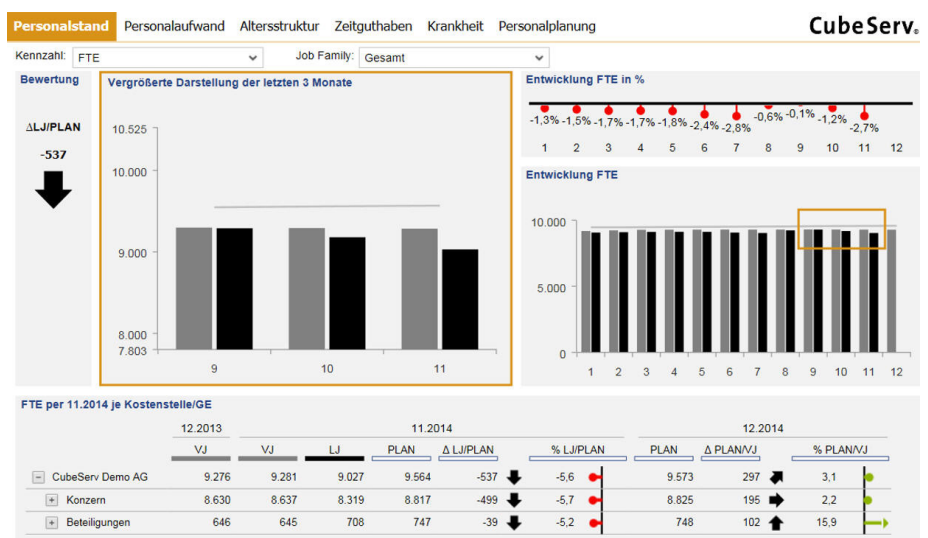 Personalstand Personalaufwand Altersstruktur Zeitguthaben Krankheit Personalplanung CubeServ.
Kennzahl: FTE Job Family: Gesamt
Bewertung
ΔLJ/PLAN
-537
Vergrößerte Darstellung der letzten 3 Monate
10.525
10.000
9.000
8.000
7.803
9 10 11
Entwicklung FTE in %
-1,3% -1,5% -1,7% -1,7% -1,8% -2,4% -2,8% -0,6% -0,1% -1,2% -2,7%
1 2 3 4 5 6 7 8 9 10 11 12
Entwicklung FTE
10.000
5.000
0
1 2 3 4 5 6 7 8 9 10 11 12
FTE per 11.2014 je Kostenstelle/GE
12.2013 11.2014 12.2014
VJ VJ LJ PLAN Δ LJ/PLAN % LJ/PLAN PLAN Δ PLAN/VJ % PLAN/VJ
− CubeServ Demo AG 9.276 9.281 9.027 9.564 -537 -5,6 9.573 297 3,1
+ Konzern 8.630 8.637 8.319 8.817 -499 -5,7 8.825 195 2,2
+ Beteiligungen 646 645 708 747 -39 -5,2 748 102 15,9